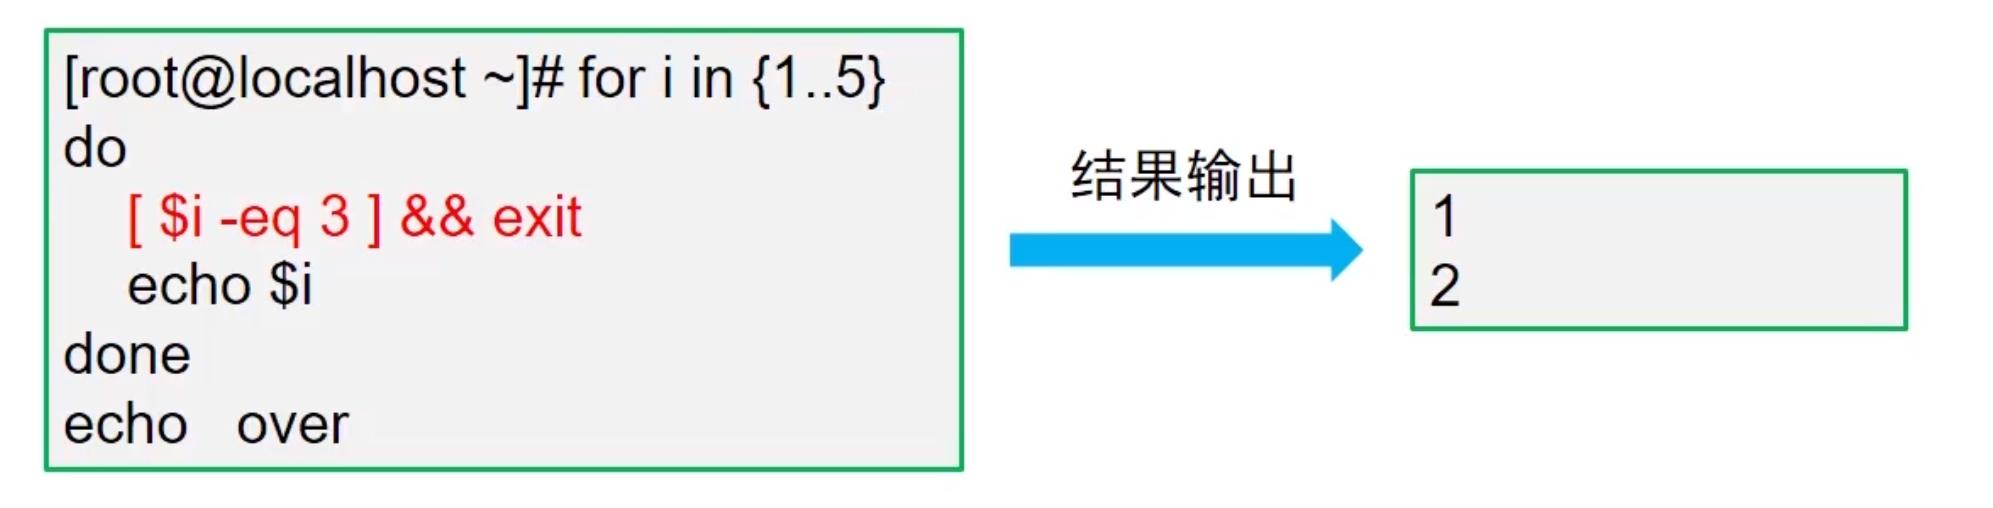 [root@localhost ~]# for i in {1..5}
do
[ $i -eq 3 ] && exit
echo $i
done
echo over
结果输出
1
2